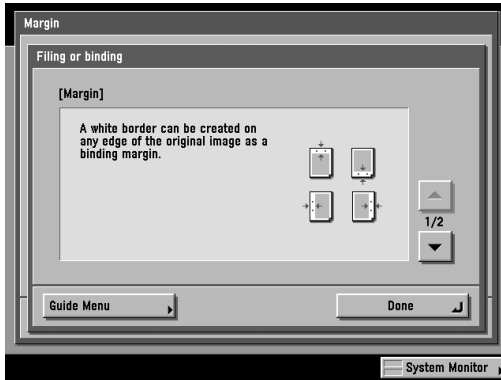 Margin
Filing or binding
[Margin]
A white border can be created on
any edge of the original image as a
binding margin.
1/2
Guide Menu
Done
System Monitor